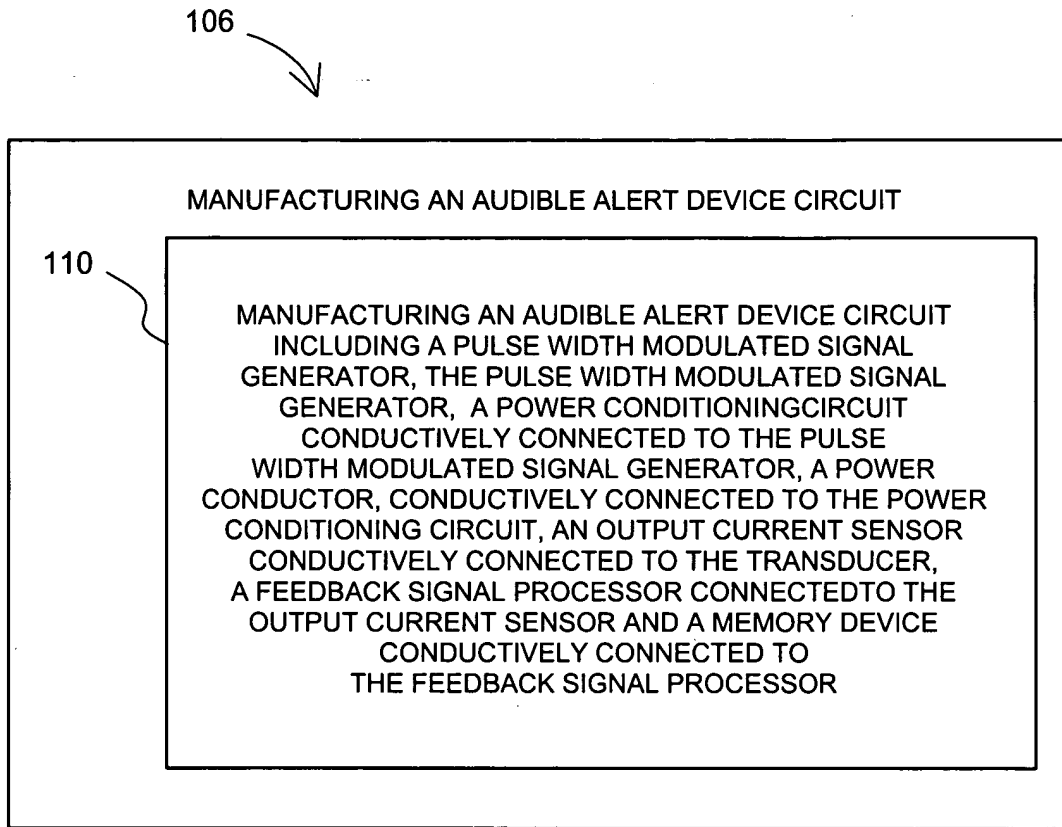 106
MANUFACTURING AN AUDIBLE ALERT DEVICE CIRCUIT
110
MANUFACTURING AN AUDIBLE ALERT DEVICE CIRCUIT
INCLUDING A PULSE WIDTH MODULATED SIGNAL
GENERATOR, THE PULSE WIDTH MODULATED SIGNAL
GENERATOR, A POWER CONDITIONINGCIRCUIT
CONDUCTIVELY CONNECTED TO THE PULSE
WIDTH MODULATED SIGNAL GENERATOR, A POWER
CONDUCTOR, CONDUCTIVELY CONNECTED TO THE POWER
CONDITIONING CIRCUIT, AN OUTPUT CURRENT SENSOR
CONDUCTIVELY CONNECTED TO THE TRANSDUCER,
A FEEDBACK SIGNAL PROCESSOR CONNECTEDTO THE
OUTPUT CURRENT SENSOR AND A MEMORY DEVICE
CONDUCTIVELY CONNECTED TO
THE FEEDBACK SIGNAL PROCESSOR